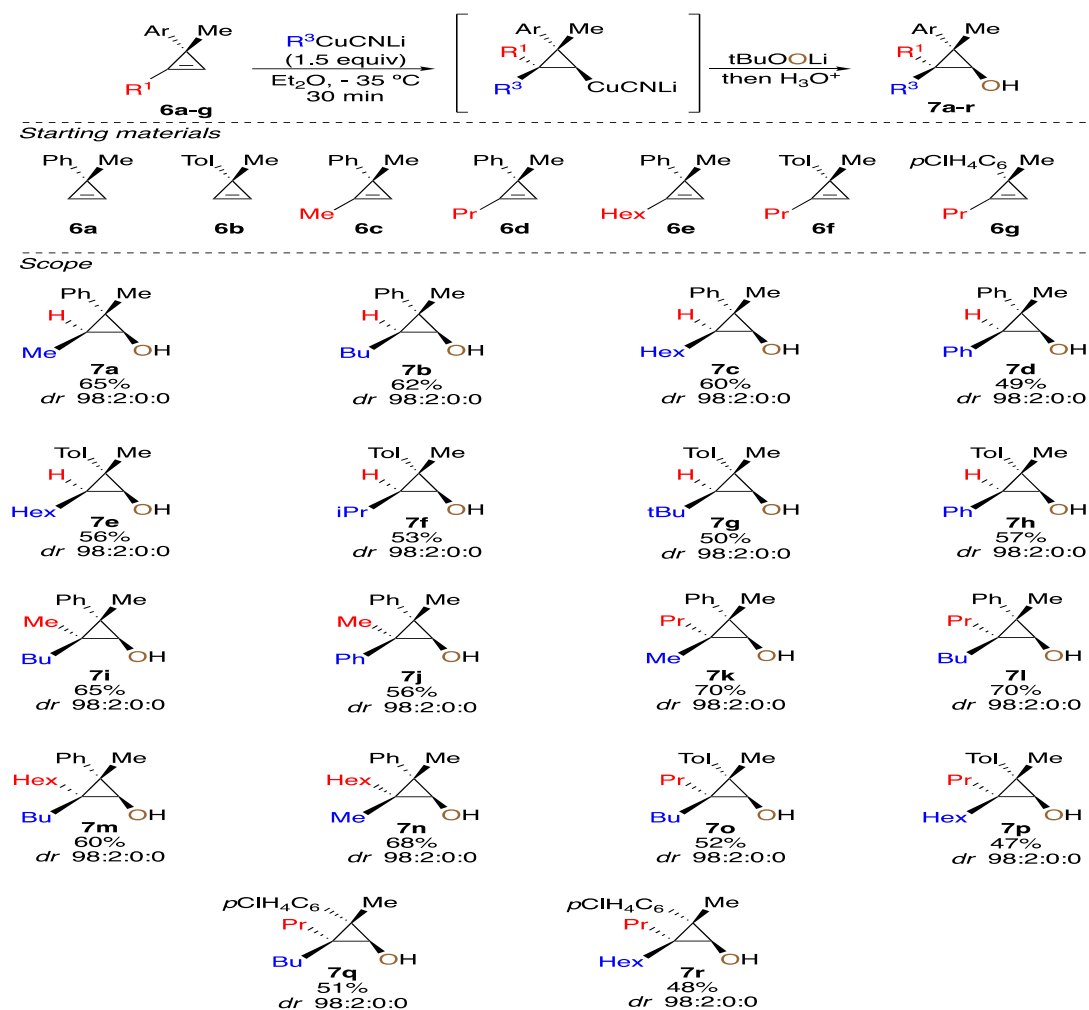 Ar Me R³CuCNLi Ar Me Ar Me
R¹ (1.5 equiv) R¹ tBuOOLi R¹
Et₂O, - 35 ºC R³ CuCNLi then H₃O⁺ R³ OH
6a-g 30 min 7a-r
Starting materials
Ph Me Tol Me Ph Me Ph Me Ph Me Tol Me pClH₄C₆ Me
Me Pr Hex Pr Pr
6a 6b 6c 6d 6e 6f 6g
Scope
Ph Me Ph Me Ph Me Ph Me
H H H H
Me OH Bu OH Hex OH Ph OH
7a 7b 7c 7d
65% 62% 60% 49%
dr 98:2:0:0 dr 98:2:0:0 dr 98:2:0:0 dr 98:2:0:0
Tol Me Tol Me Tol Me Tol Me
H H H H
Hex OH iPr OH tBu OH Ph OH
7e 7f 7g 7h
56% 53% 50% 57%
dr 98:2:0:0 dr 98:2:0:0 dr 98:2:0:0 dr 98:2:0:0
Ph Me Ph Me Ph Me Ph Me
Me Me Pr Pr
Bu OH Ph OH Me OH Bu OH
7i 7j 7k 7l
65% 56% 70% 70%
dr 98:2:0:0 dr 98:2:0:0 dr 98:2:0:0 dr 98:2:0:0
Ph Me Ph Me Tol Me Tol Me
Hex Hex Pr Pr
Bu OH Me OH Bu OH Hex OH
7m 7n 7o 7p
60% 68% 52% 47%
dr 98:2:0:0 dr 98:2:0:0 dr 98:2:0:0 dr 98:2:0:0
pClH₄C₆ Me pClH₄C₆ Me
Pr Pr
Bu OH Hex OH
7q 7r
51% 48%
dr 98:2:0:0 dr 98:2:0:0